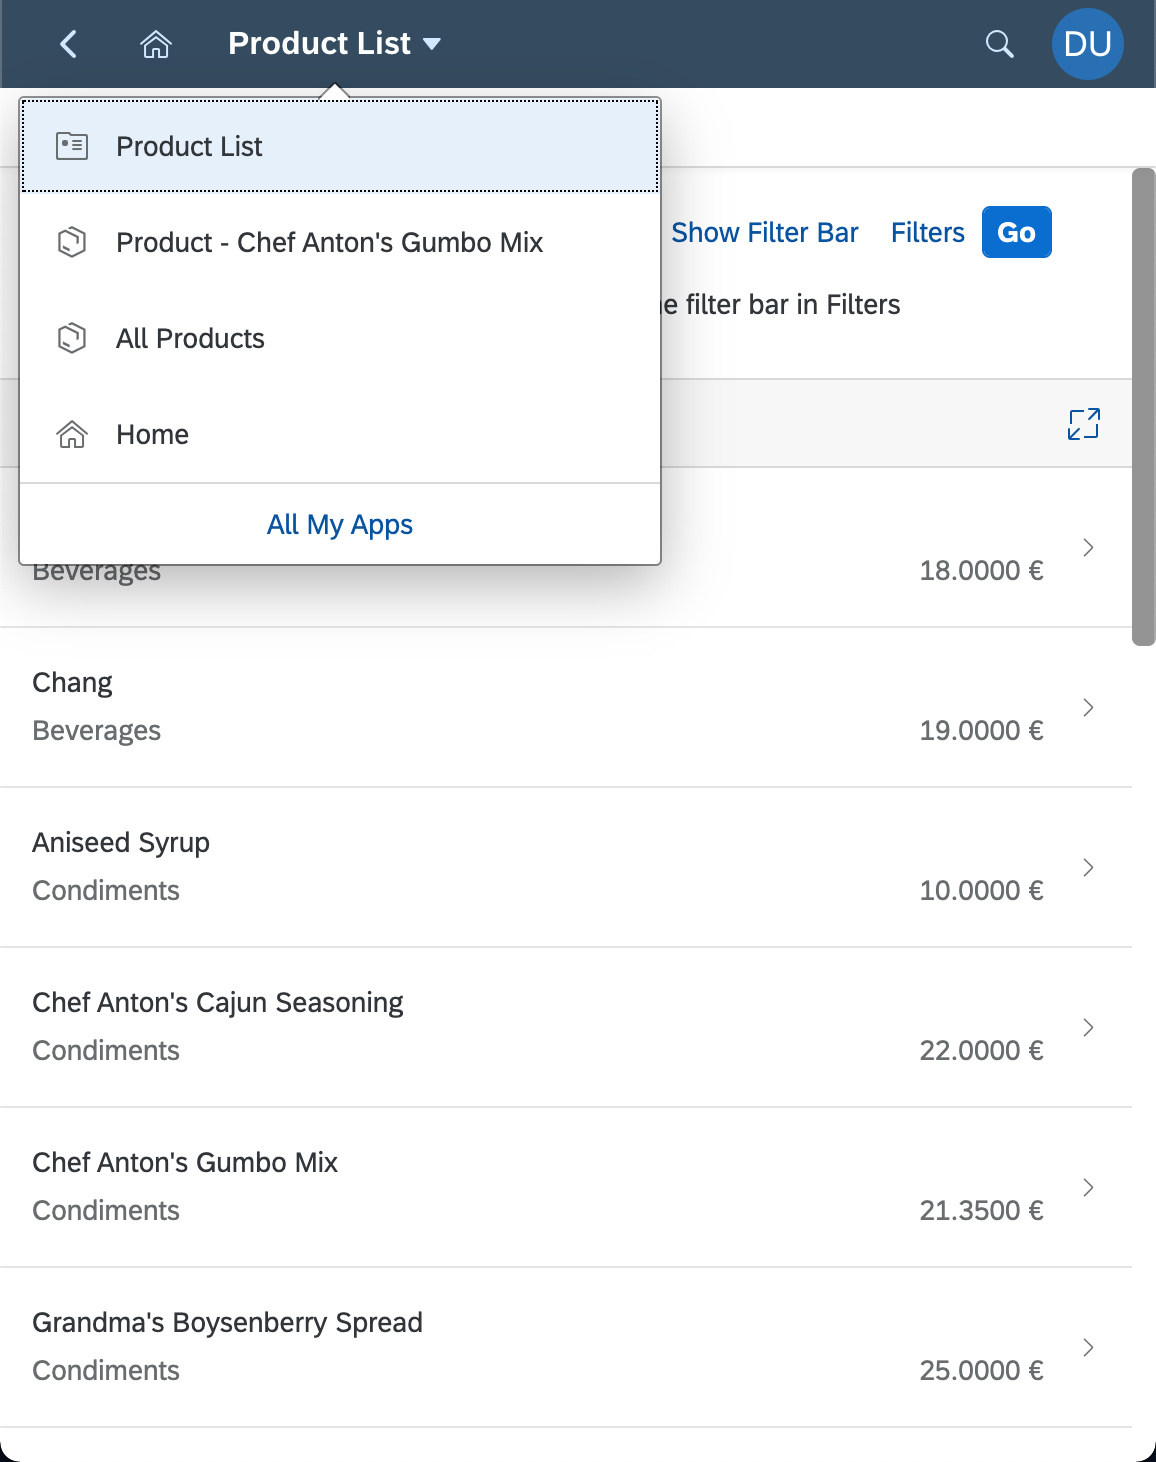 Product List
DU
Product List
Product - Chef Anton's Gumbo Mix
All Products
Home
All My Apps
Show Filter Bar Filters Go
filter bar in Filters
Beverages 18.0000 €
Chang
Beverages 19.0000 €
Aniseed Syrup
Condiments 10.0000 €
Chef Anton's Cajun Seasoning
Condiments 22.0000 €
Chef Anton's Gumbo Mix
Condiments 21.3500 €
Grandma's Boysenberry Spread
Condiments 25.0000 €